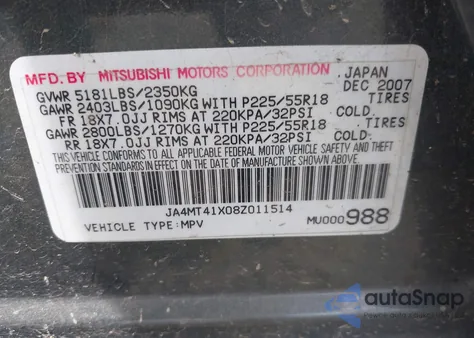 MFD. BY MITSUBISHI MOTORS CORPORATION JAPAN
GVWR 5181LBS/2350KG DEC 2007
GAWR 2403LBS/1090KG WITH P225/55R18
FR 18X7.0JJ RIMS AT 220KPA/32PSI COLD.
GAWR 2800LBS/1270KG WITH P225/55R18 TIRES
RR 18X7.0JJ RIMS AT 220KPA/32PSI COLD
THIS VEHICLE CONFORMS TO ALL APPLICABLE FEDERAL MOTOR VEHICLE SAFETY, BUMPER AND THEFT
PREVENTION STANDARDS IN EFFECT ON THE DATE OF MANUFACTURE SHOWN ABOVE.
JA4MT41X08Z011514
VEHICLE TYPE:MPV MU000988
autoSnap